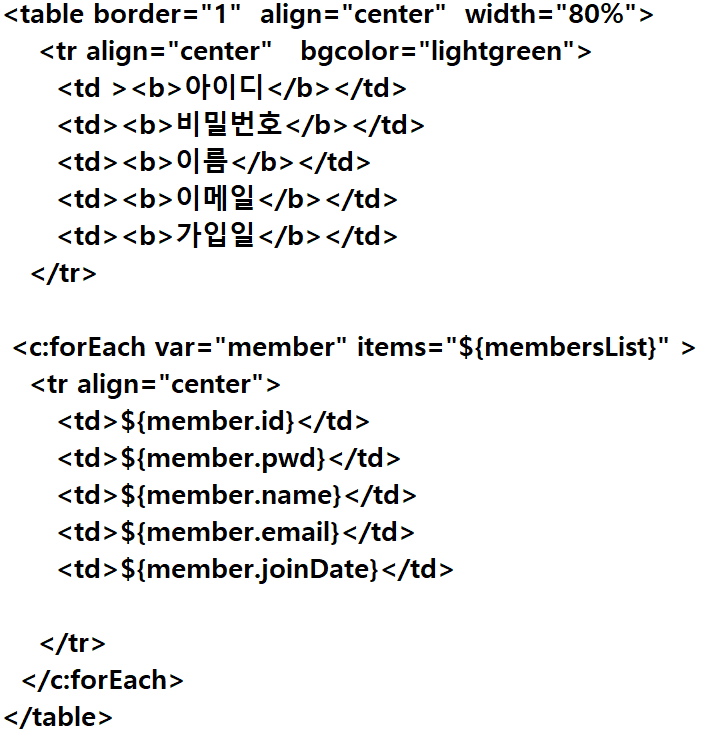 <table border="1"  align="center"  width="80%">
    <tr align="center"   bgcolor="lightgreen">
      <td ><b>아이디</b></td>
      <td><b>비밀번호</b></td>
      <td><b>이름</b></td>
      <td><b>이메일</b></td>
      <td><b>가입일</b></td>
   </tr>

 <c:forEach var="member" items="${membersList}" >
   <tr align="center">
      <td>${member.id}</td>
      <td>${member.pwd}</td>
      <td>${member.name}</td>
      <td>${member.email}</td>
      <td>${member.joinDate}</td>

    </tr>
  </c:forEach>
</table>